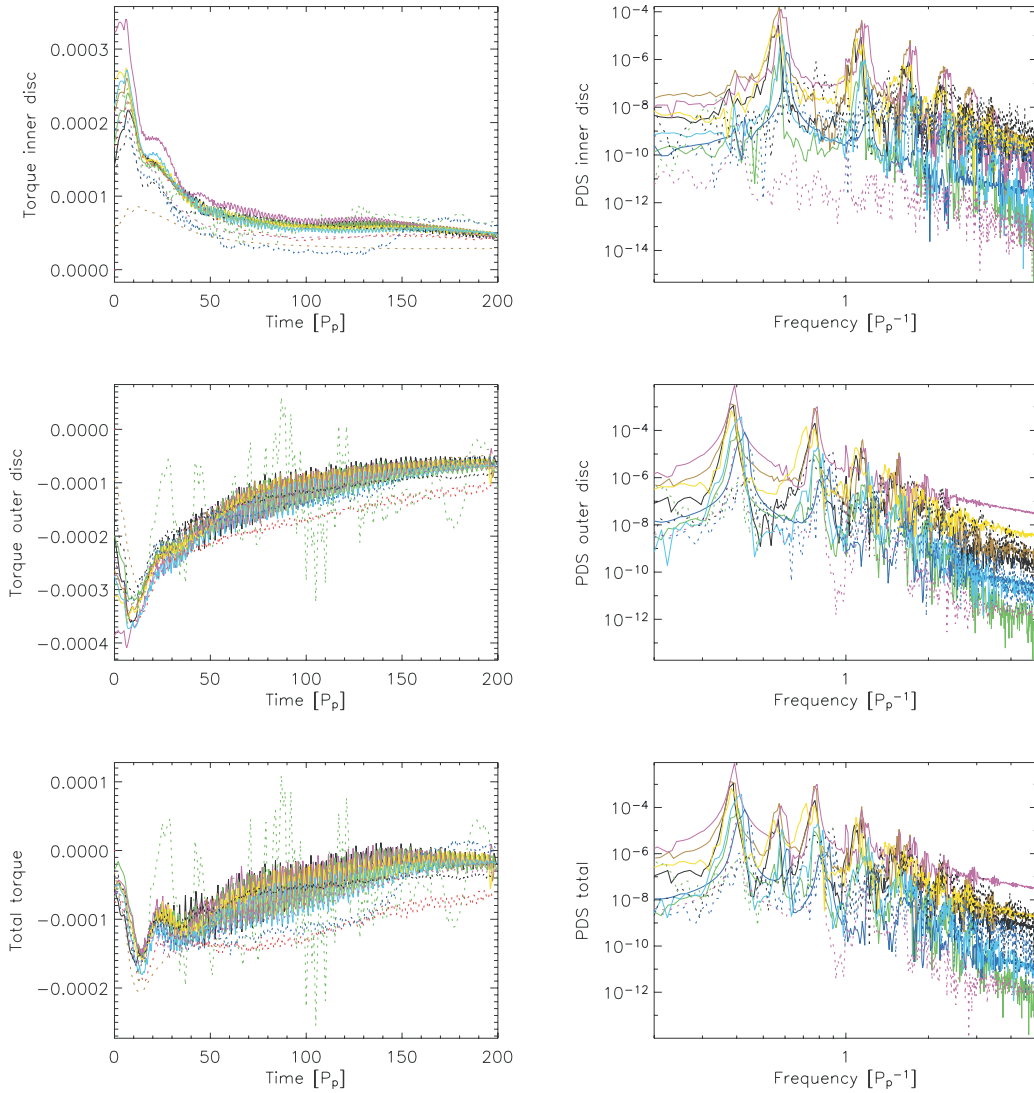 Torque inner disc
0.0003
0.0002
0.0001
0.0000
0 50 100 150 200
Time [Pp]
PDS inner disc
10−4
10−6
10−8
10−10
10−12
10−14
1
Frequency [Pp−1]
Torque outer disc
0.0000
−0.0001
−0.0002
−0.0003
−0.0004
0 50 100 150 200
Time [Pp]
PDS outer disc
10−4
10−6
10−8
10−10
10−12
1
Frequency [Pp−1]
Total torque
0.0001
0.0000
−0.0001
−0.0002
0 50 100 150 200
Time [Pp]
PDS total
10−4
10−6
10−8
10−10
10−12
1
Frequency [Pp−1]